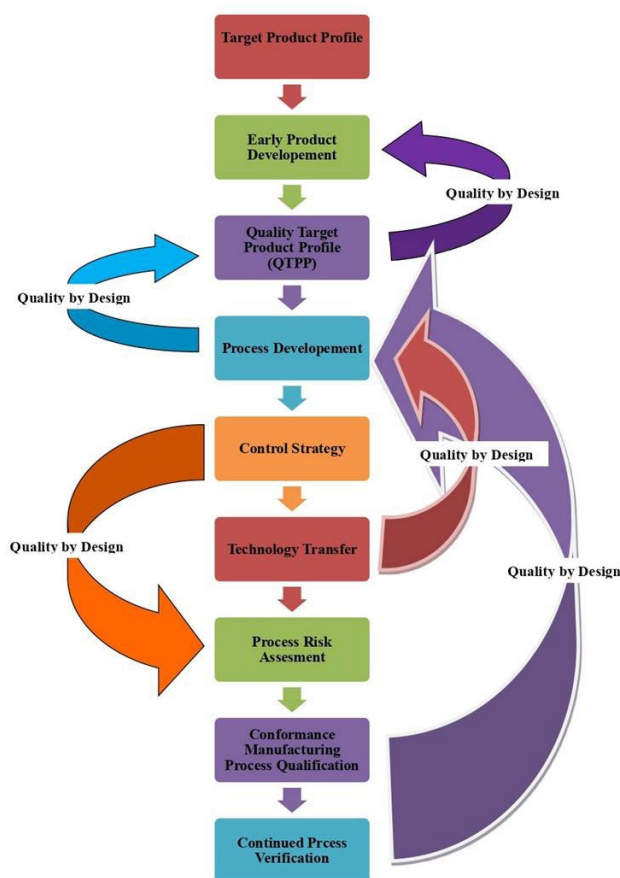 Target Product Profile
Early Product
Developement
Quality by Design
Quality Target
Product Profile
(QTPP)
Quality by Design
Process Developement
Control Strategy
Quality by Design
Technology Transfer
Quality by Design
Quality by Design
Process Risk
Assesment
Conformance
Manufacturing
Process Qualification
Continued Prcess
Verification